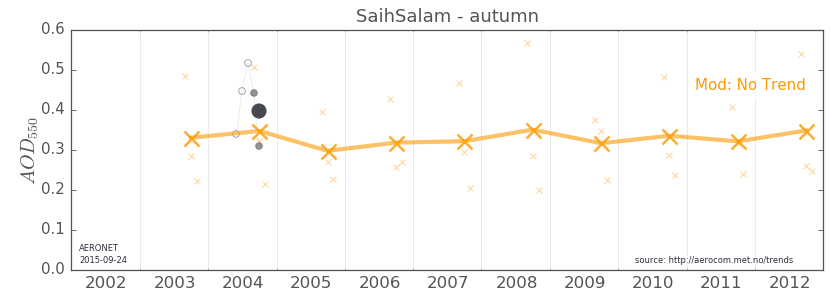 SaihSalam - autumn
0.6
0.5
0.4
0.3
0.2
0.1
0.0
AOD550
Mod: No Trend
AERONET
2015-09-24
source: http://aerocom.met.no/trends
2002 2003 2004 2005 2006 2007 2008 2009 2010 2011 2012